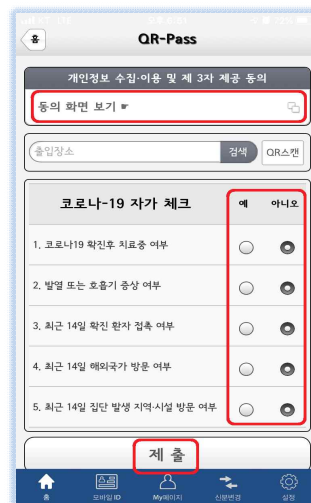 홈
QR-Pass
개인정보 수집·이용 및 제 3자 제공 동의
동의 화면 보기 ☛
출입장소 검색 QR스캔
코로나-19 자가 체크 예 아니오
1. 코로나19 확진후 치료중 여부
2. 발열 또는 호흡기 증상 여부
3. 최근 14일 확진 환자 접촉 여부
4. 최근 14일 해외국가 방문 여부
5. 최근 14일 집단 발생 지역·시설 방문 여부
제 출
홈 모바일 ID My페이지 신분변경 설정